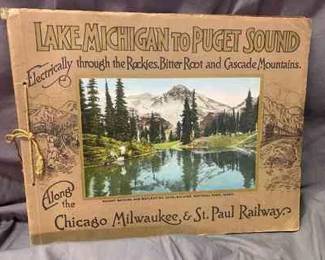 LAKE MICHIGAN TO PUGET SOUND
Electrically through the Rockies, Bitter Root and Cascade Mountains.
Along
the
Chicago Milwaukee, & St. Paul Railway.